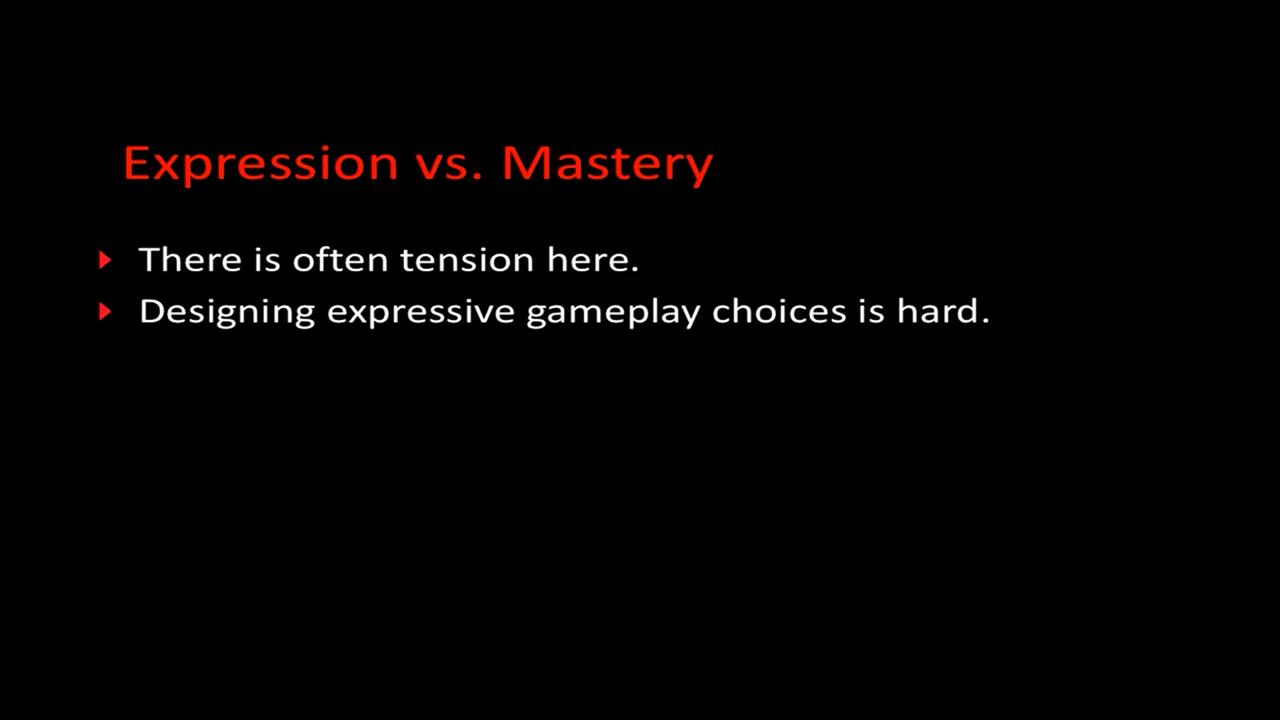 Expression vs. Mastery
There is often tension here.
Designing expressive gameplay choices is hard.